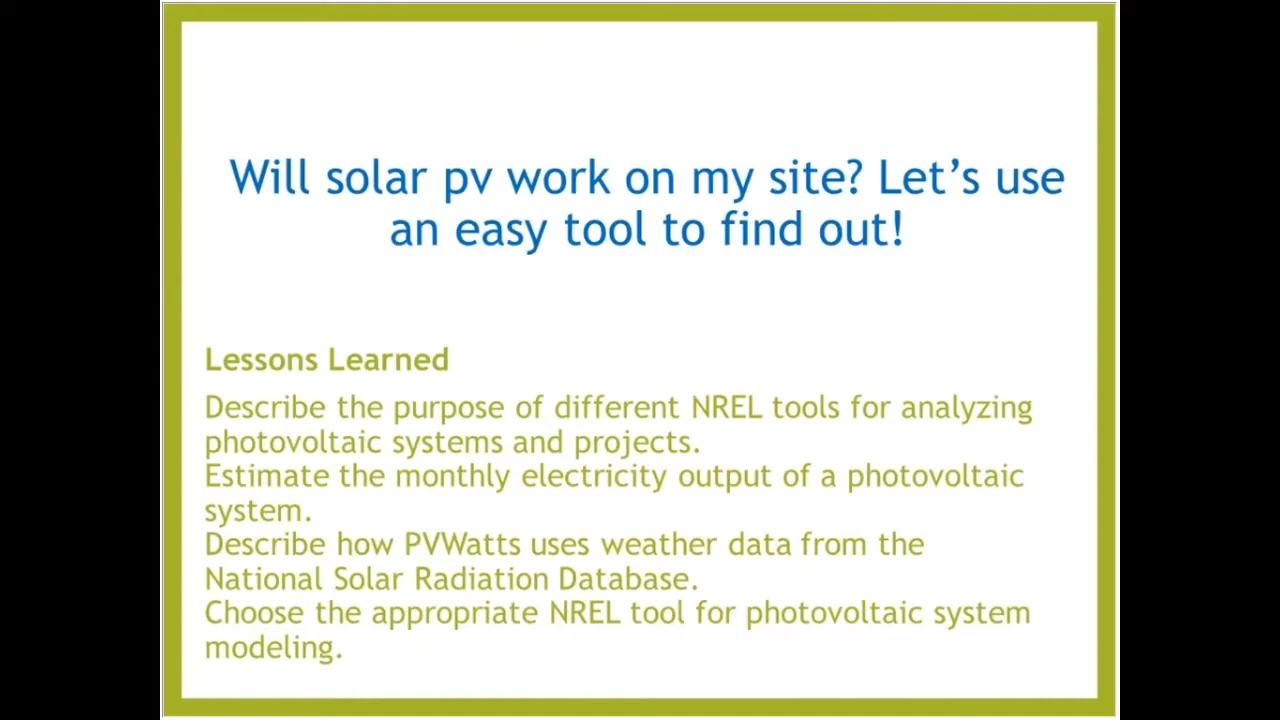 Will solar pv work on my site? Let’s use
an easy tool to find out!
Lessons Learned
Describe the purpose of different NREL tools for analyzing
photovoltaic systems and projects.
Estimate the monthly electricity output of a photovoltaic
system.
Describe how PVWatts uses weather data from the
National Solar Radiation Database.
Choose the appropriate NREL tool for photovoltaic system
modeling.